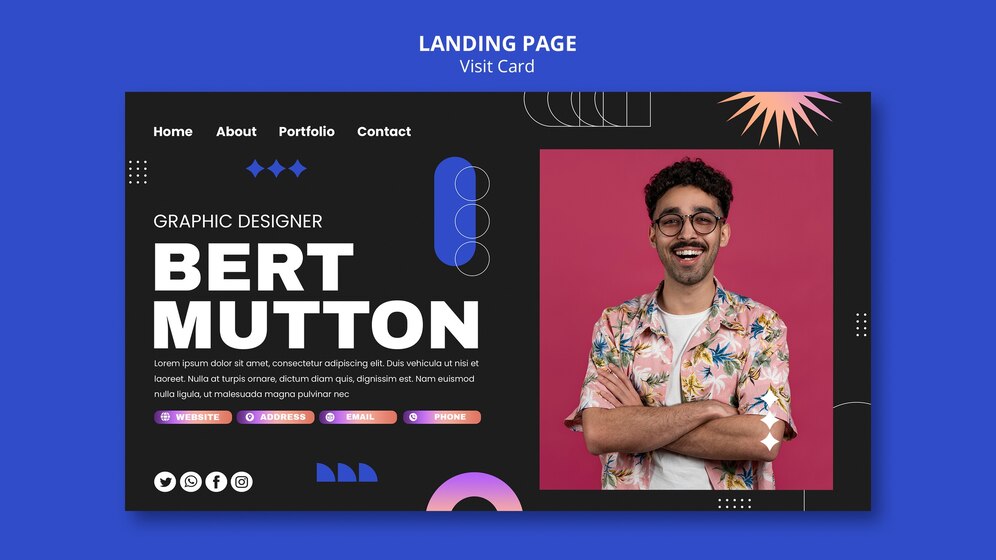 LANDING PAGE
Visit Card
Home About Portfolio Contact
GRAPHIC DESIGNER
BERT
MUTTON
Lorem ipsum dolor sit amet, consectetur adipiscing elit. Duis vehicula ut nisi et
laoreet. Nulla at turpis ornare, dictum diam quis, dignissim est. Nam euismod
nulla ligula, ut malesuada magna pulvinar nec
WEBSITE ADDRESS EMAIL PHONE